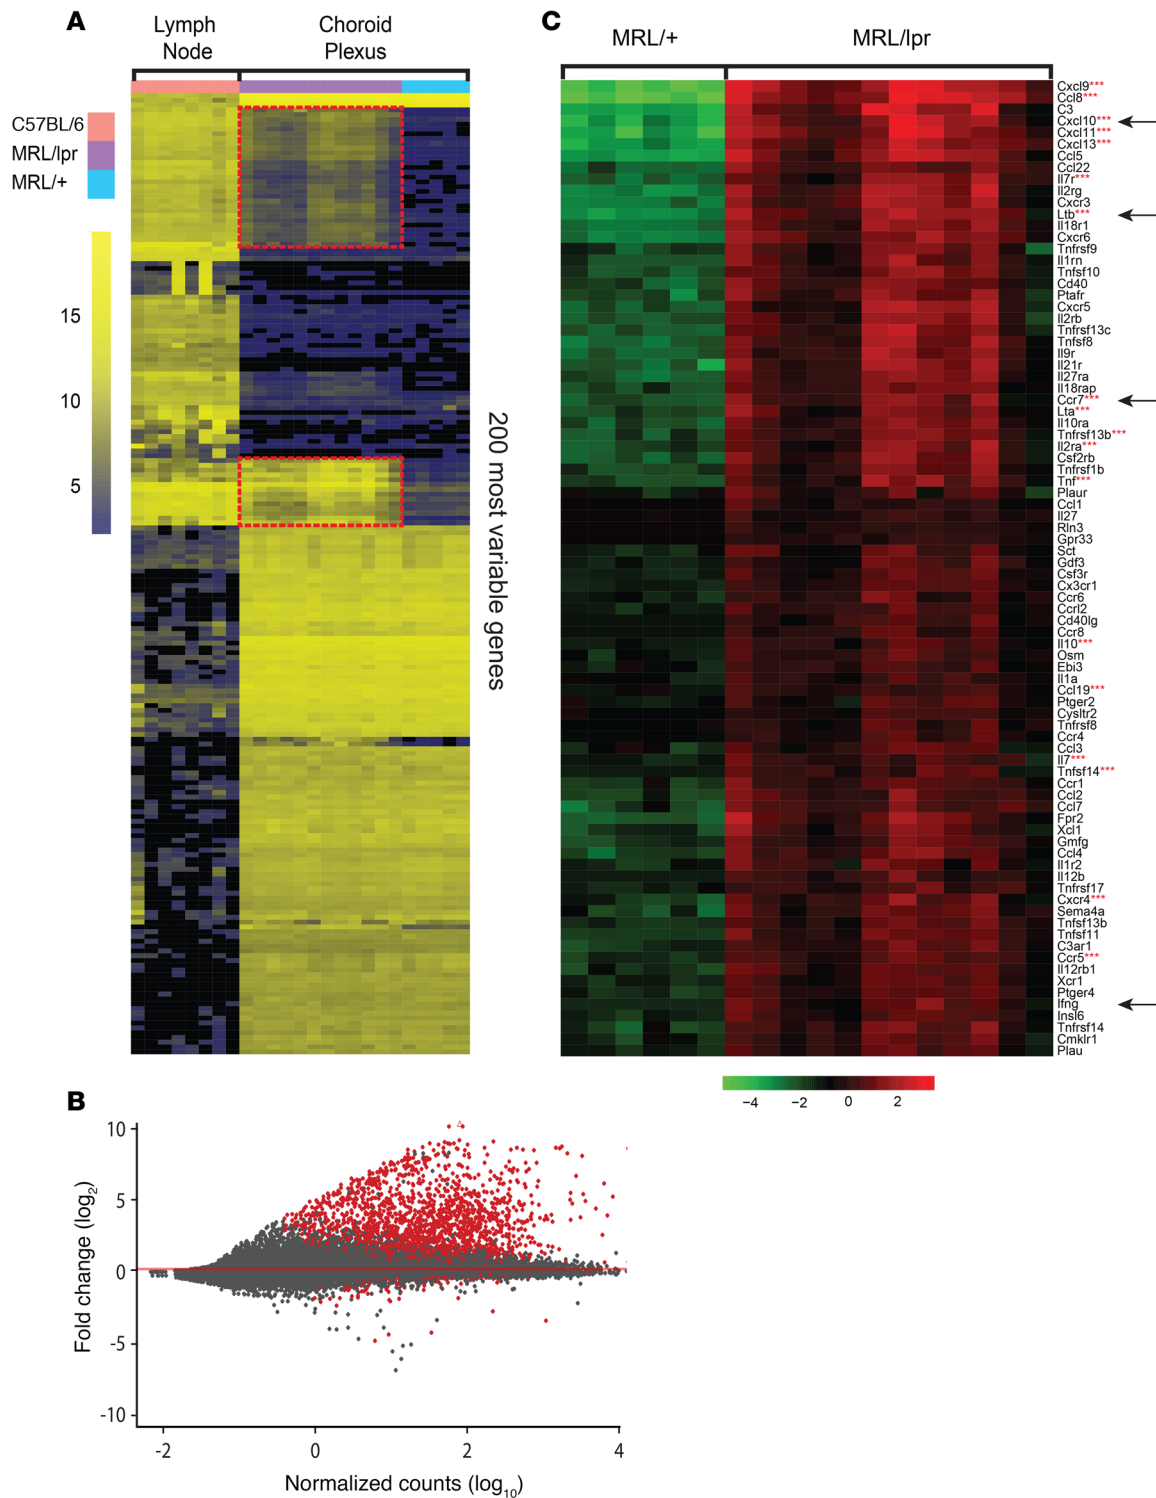 A
Lymph
Node
Choroid
Plexus
C57BL/6
MRL/lpr
MRL/+
15
10
5
200 most variable genes
B
10
5
0
-5
-10
Fold change (log2)
-2
0
2
4
Normalized counts (log10)
C
MRL/+
MRL/lpr
Cxcl9***
Ccl8***
C3
Cxcl10***
Cxcl11***
Cxcl13***
Ccl5
Ccl22
Il7r***
Il2rg
Cxcr3
Ltb***
Il18r1
Cxcr6
Tnfrsf9
Il1rn
Tnfsf10
Cd40
Ptafr
Cxcr5
Il2rb
Tnfrsf13c
Tnfsf8
Il9r
Il21r
Il27ra
Il18rap
Ccr7***
Lta***
Il10ra
Tnfrsf13b***
Il2ra***
Csf2rb
Tnfrsf1b
Tnf***
Plaur
Ccl1
Il27
Rln3
Gpr33
Sct
Gdf3
Csf3r
Cx3cr1
Ccr6
Ccrl2
Cd40lg
Ccr8
Il10***
Osm
Ebi3
Il1a
Ccl19***
Ptger2
Cysltr2
Tnfrsf8
Ccr4
Ccl3
Il7***
Tnfsf14***
Ccr1
Ccl2
Ccl7
Fpr2
Xcl1
Gmfg
Ccl4
Il1r2
Il12b
Tnfrsf17
Cxcr4***
Sema4a
Tnfsf13b
Tnfsf11
C3ar1
Ccr5***
Il12rb1
Xcr1
Ptger4
Ifng
Insl6
Tnfrsf14
Cmklr1
Plau
−4
−2
0
2